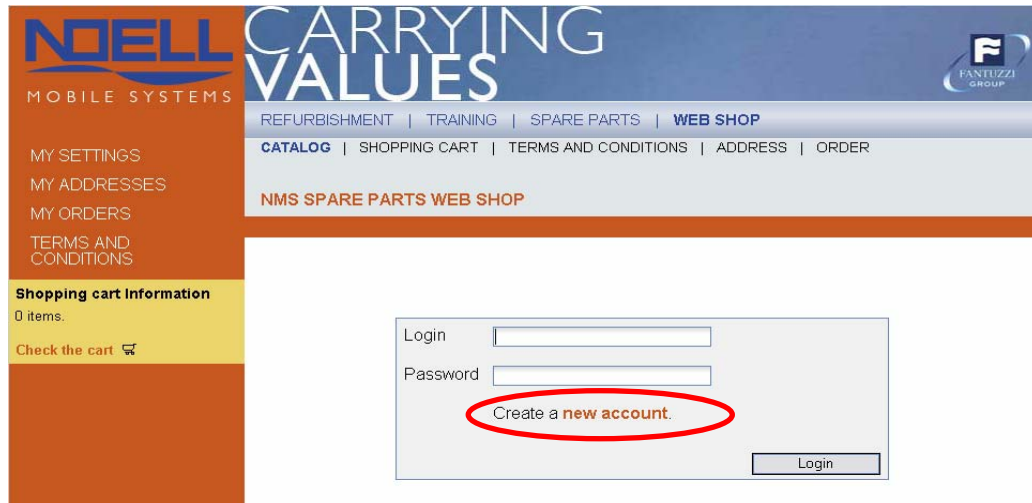 NOELL
MOBILE SYSTEMS
CARRYING
VALUES
F
FANTUZZI
GROUP
REFURBISHMENT | TRAINING | SPARE PARTS | WEB SHOP
CATALOG | SHOPPING CART | TERMS AND CONDITIONS | ADDRESS | ORDER
NMS SPARE PARTS WEB SHOP
MY SETTINGS
MY ADDRESSES
MY ORDERS
TERMS AND
CONDITIONS
Shopping cart Information
0 items.
Check the cart
Login
Password
Create a new account.
Login